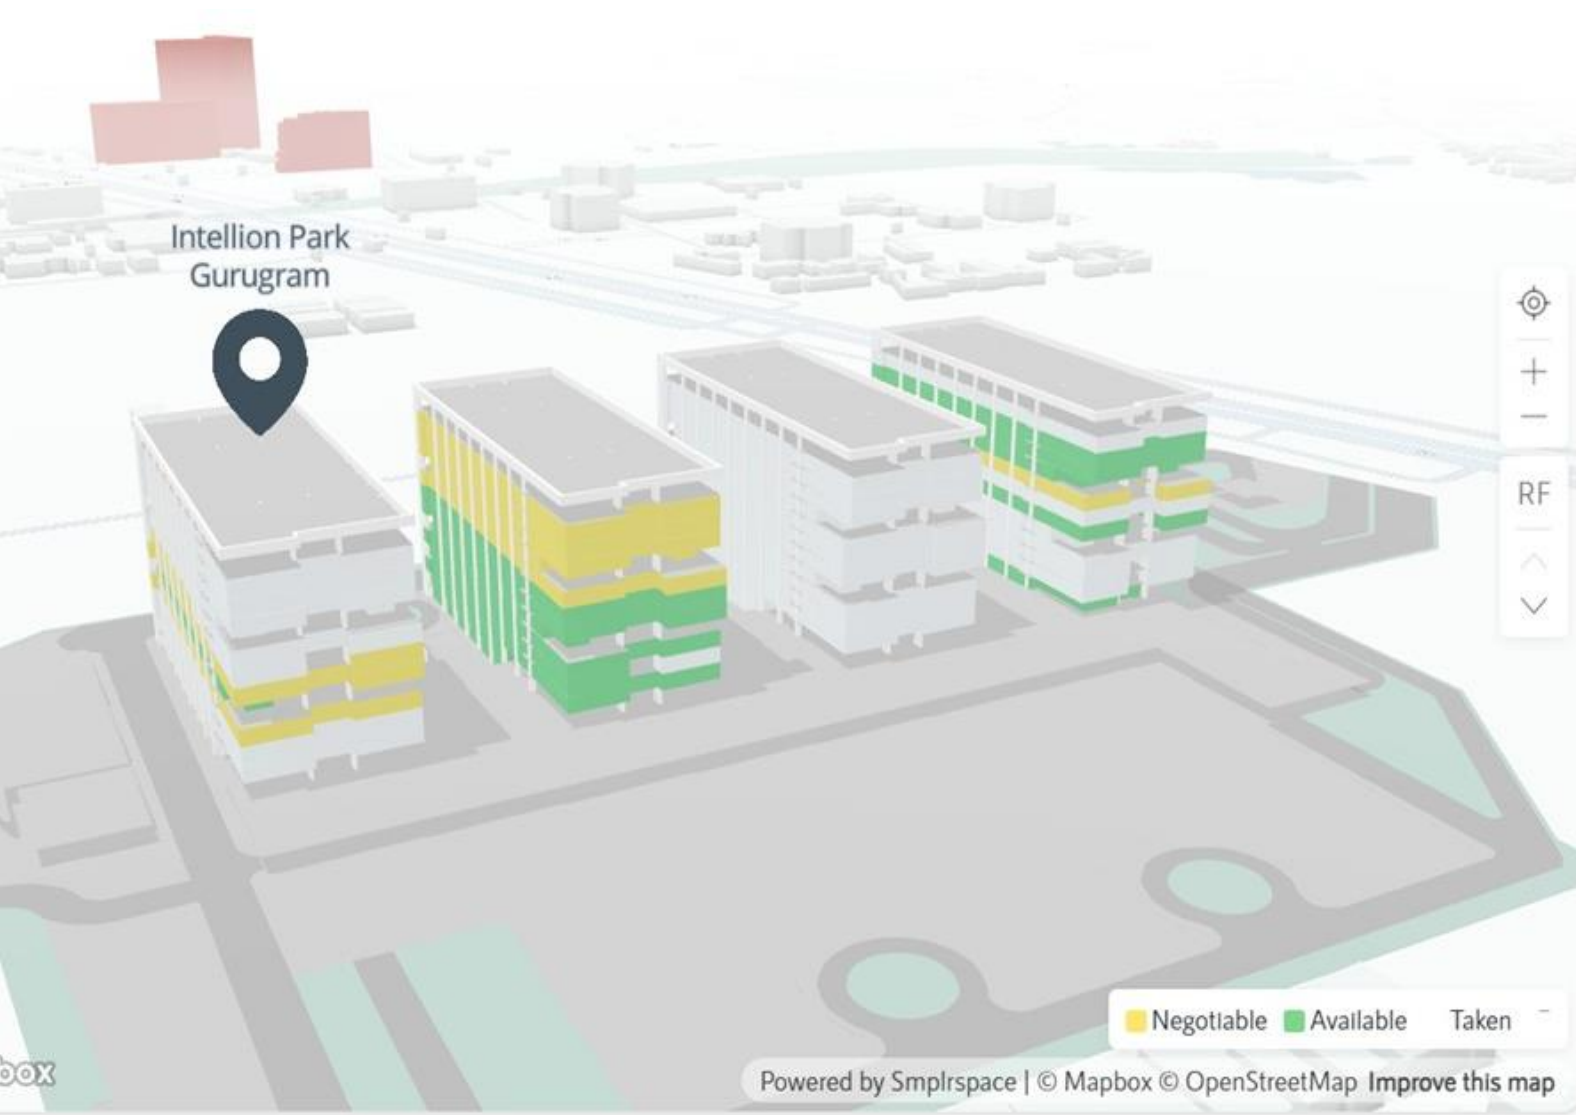 Intellion Park
Gurugram
RF
Negotiable Available Taken
box
Powered by Smplrspace | © Mapbox © OpenStreetMap Improve this map